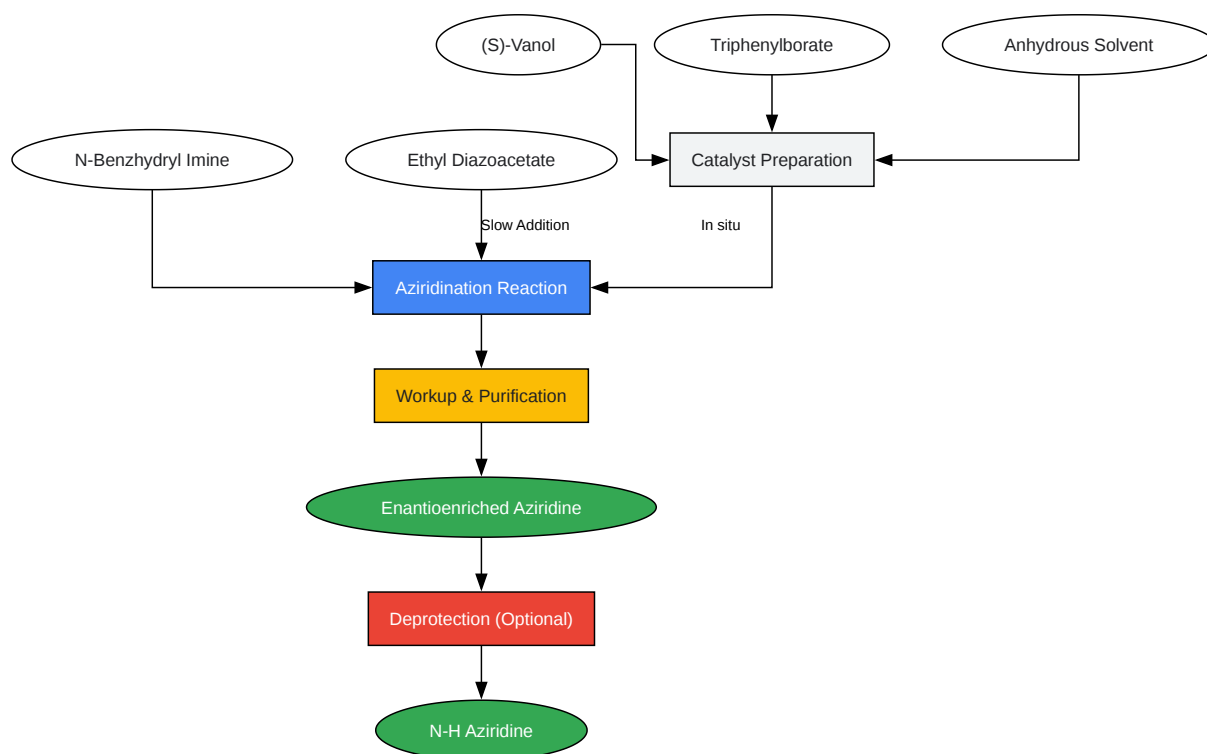 (S)-Vanol
Triphenylborate
Anhydrous Solvent
N-Benzhydryl Imine
Ethyl Diazoacetate
Catalyst Preparation
Slow Addition
In situ
Aziridination Reaction
Workup & Purification
Enantioenriched Aziridine
Deprotection (Optional)
N-H Aziridine